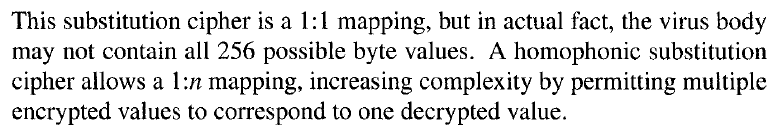 This substitution cipher is a 1:1 mapping, but in actual fact, the virus body
may not contain all 256 possible byte values. A homophonic substitution
cipher allows a 1:n mapping, increasing complexity by permitting multiple
encrypted values to correspond to one decrypted value.